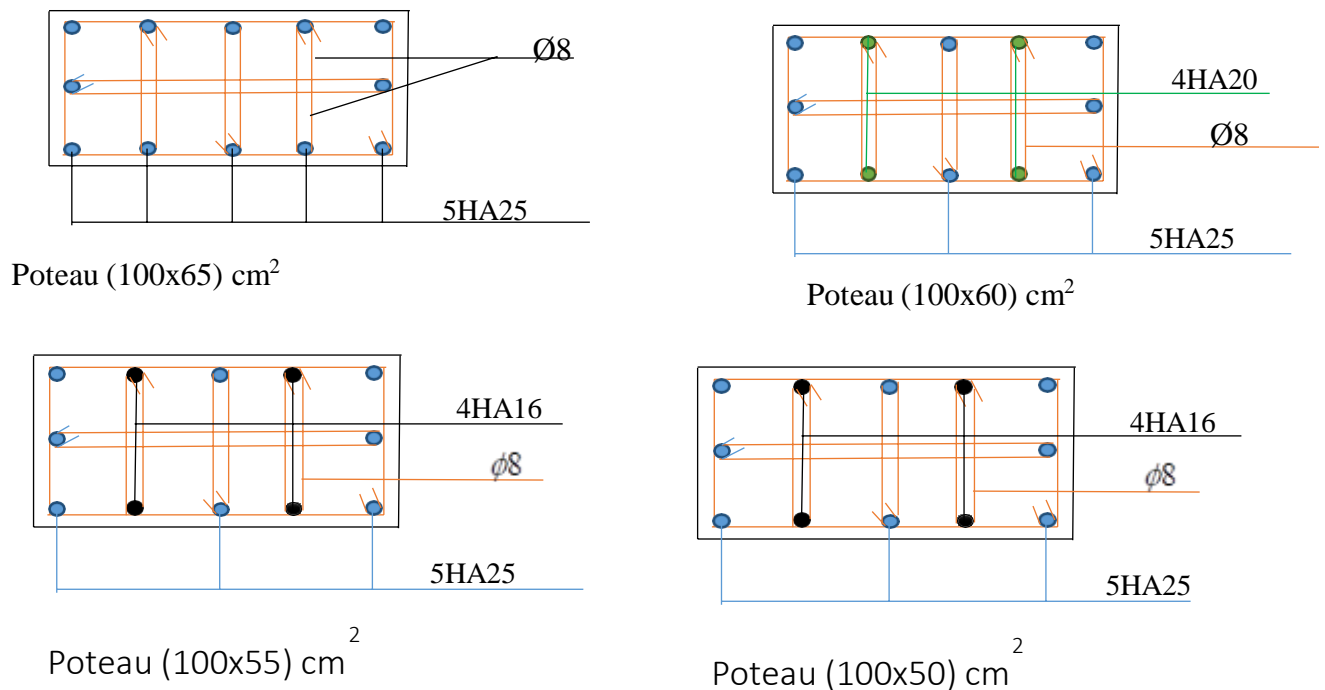 Ø8
5HA25
Poteau (100x65) cm²
4HA20
Ø8
5HA25
Poteau (100x60) cm²
4HA16
ϕ8
5HA25
Poteau (100x55) cm²
4HA16
ϕ8
5HA25
Poteau (100x50) cm²